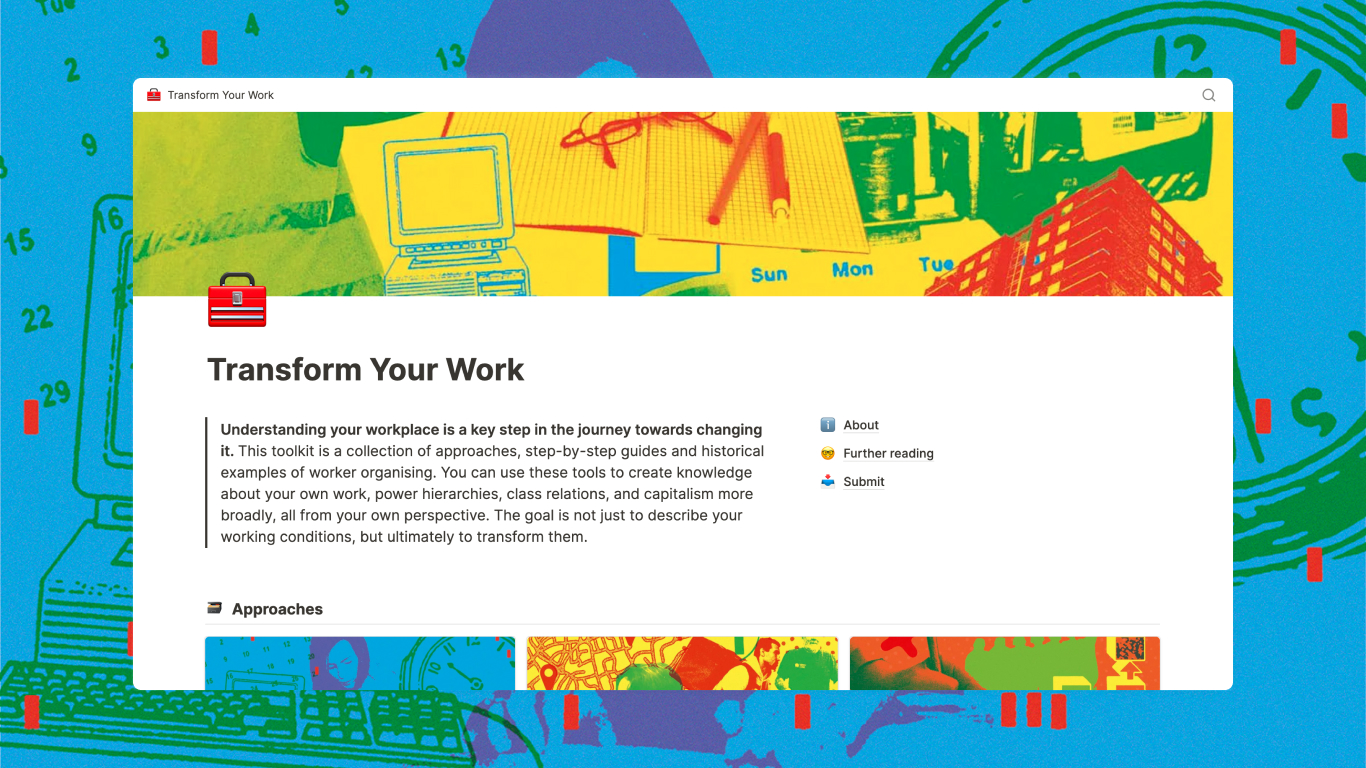 Tue
2
3
4
5
12
13
9
15
16
22
29
Transform Your Work
Sun Mon Tue
Transform Your Work
Understanding your workplace is a key step in the journey towards changing
it. This toolkit is a collection of approaches, step-by-step guides and historical
examples of worker organising. You can use these tools to create knowledge
about your own work, power hierarchies, class relations, and capitalism more
broadly, all from your own perspective. The goal is not just to describe your
working conditions, but ultimately to transform them.
About
Further reading
Submit
Approaches